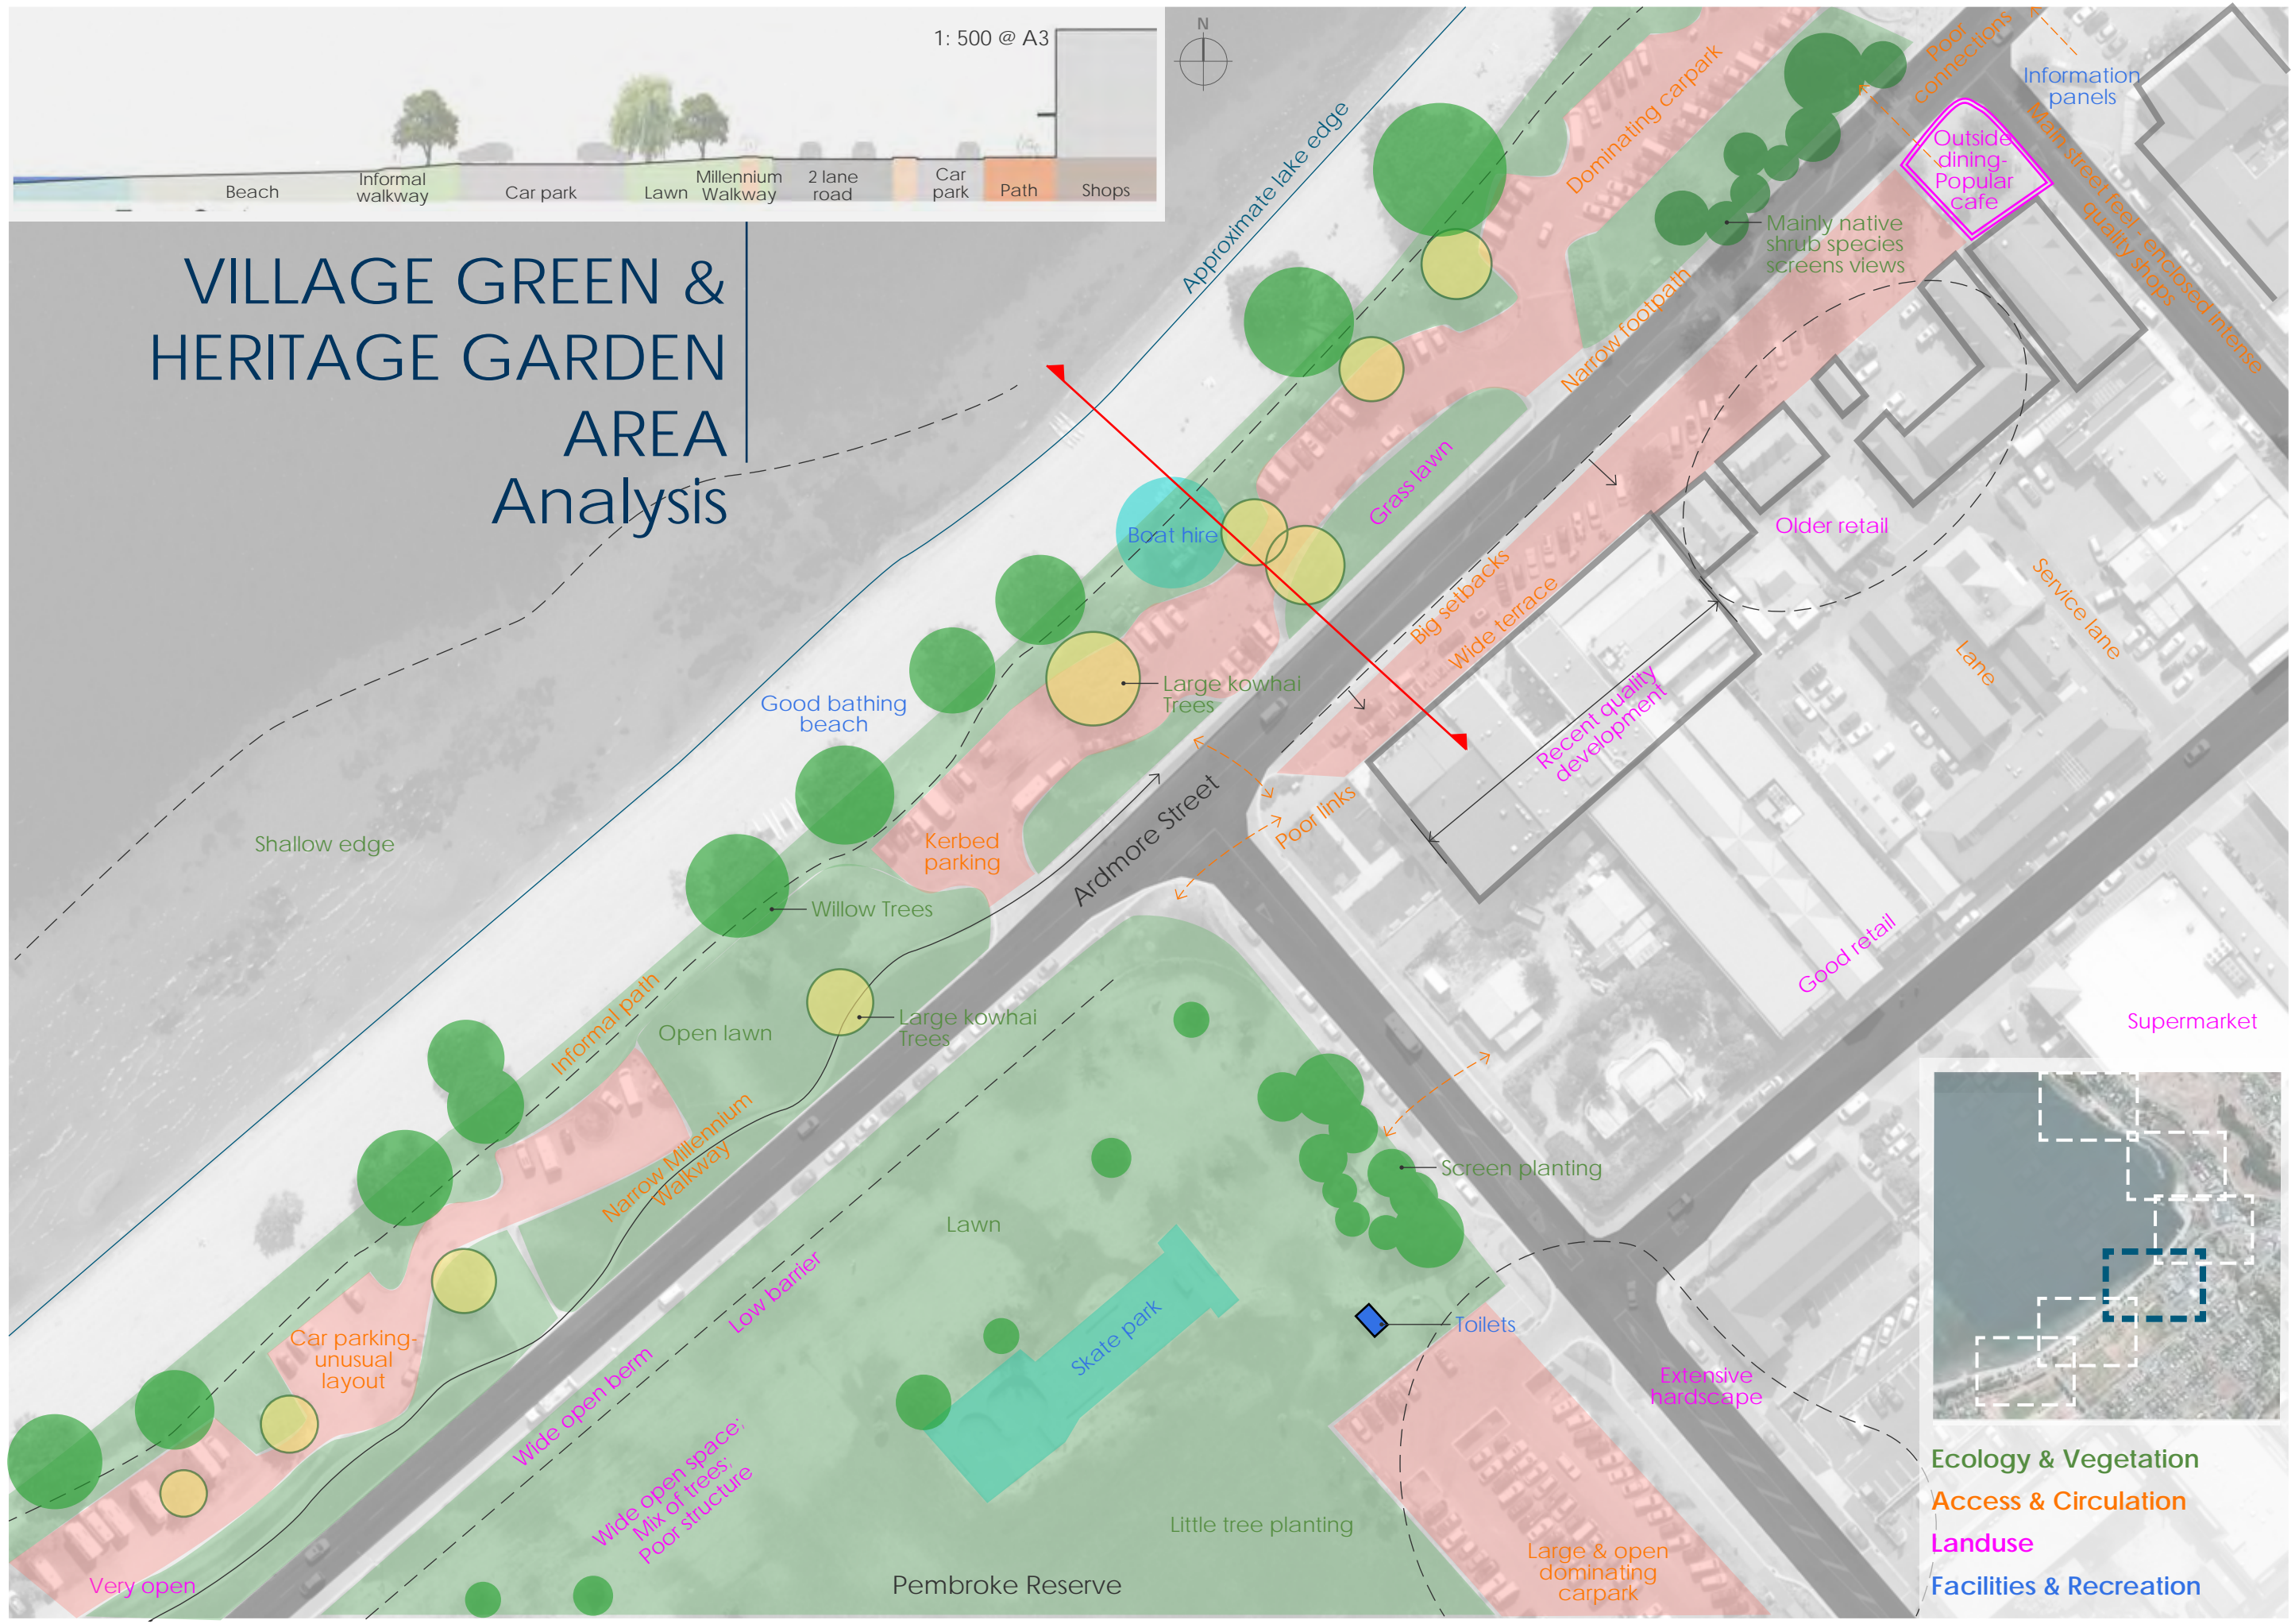 1: 500 @ A3
N
Beach
Informal
walkway
Car park
Lawn
Millennium
Walkway
2 lane
road
Car
park
Path
Shops
VILLAGE GREEN &
HERITAGE GARDEN
AREA
Analysis
Approximate lake edge
Dominating carpark
Poor
connections
Information
panels
Outside
dining-
Popular
cafe
Main street feel - enclosed intense
quality shops
Mainly native
shrub species
screens views
Narrow footpath
Grass lawn
Boat hire
Big setbacks
Wide terrace
Older retail
Service lane
Lane
Recent quality
development
Large kowhai
Trees
Good bathing
beach
Kerbed
parking
Ardmore Street
Poor links
Shallow edge
Willow Trees
Good retail
Supermarket
Informal path
Open lawn
Large kowhai
Trees
Narrow Millennium
Walkway
Screen planting
Lawn
Low barrier
Skate park
Toilets
Car parking-
unusual
layout
Wide open berm
Extensive
hardscape
Wide open space;
Mix of trees;
Poor structure
Little tree planting
Large & open
dominating
carpark
Very open
Pembroke Reserve
Ecology & Vegetation
Access & Circulation
Landuse
Facilities & Recreation